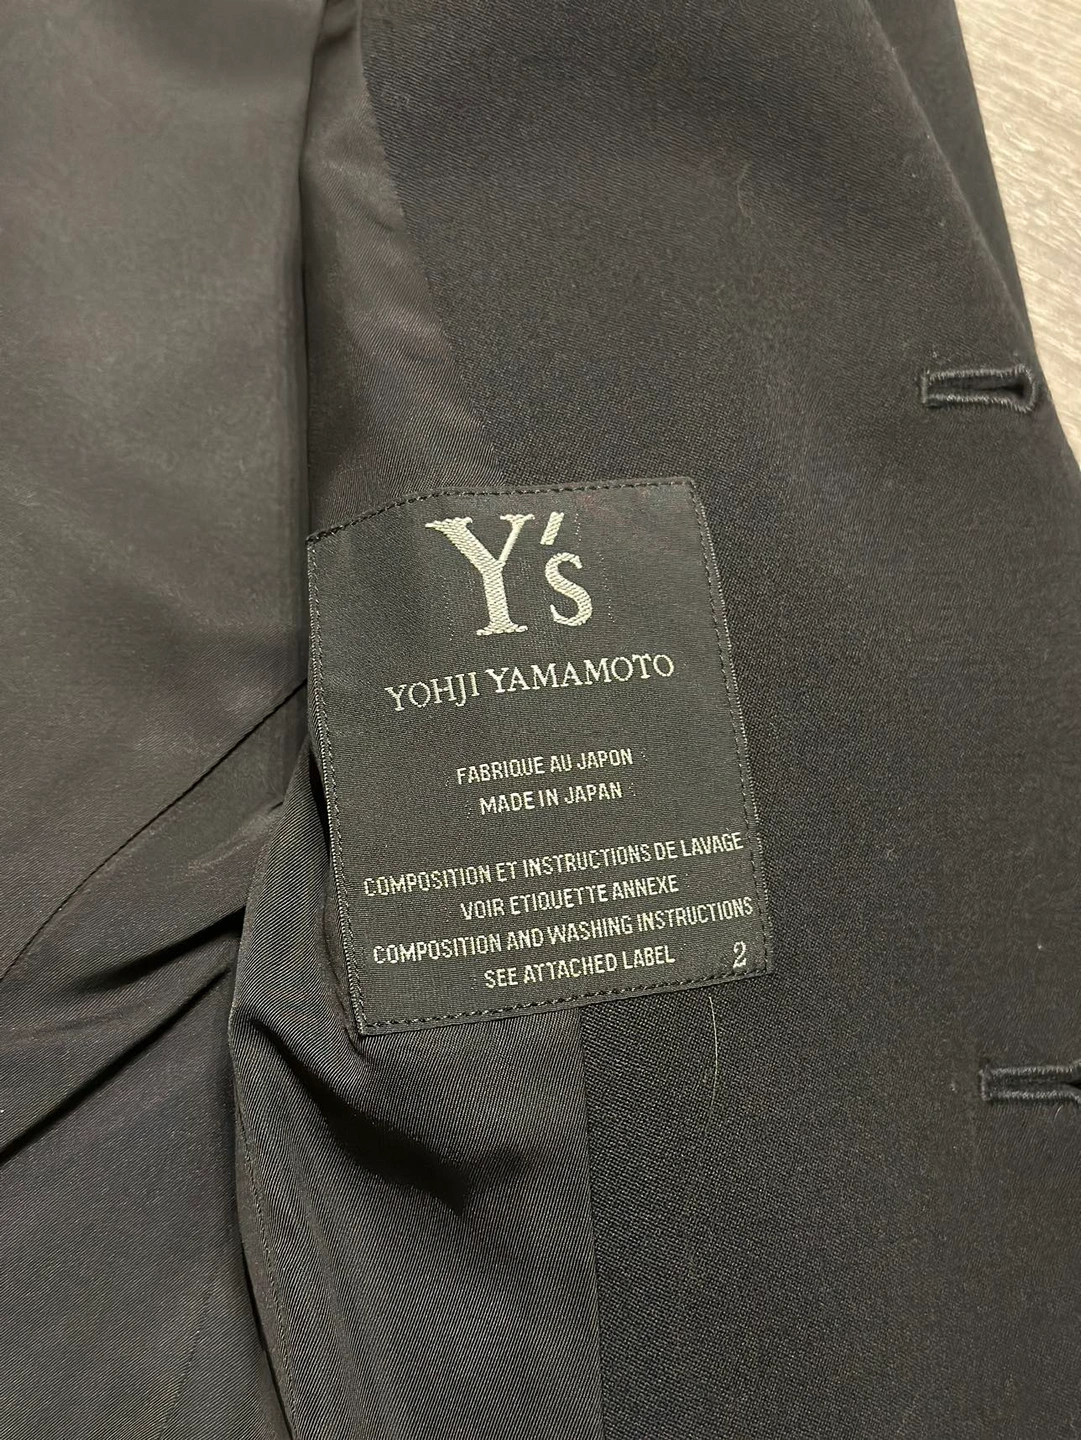 Y's
YOHJI YAMAMOTO
FABRIQUE AU JAPON
MADE IN JAPAN
COMPOSITION ET INSTRUCTIONS DE LAVAGE
VOIR ETIQUETTE ANNEXE
COMPOSITION AND WASHING INSTRUCTIONS
SEE ATTACHED LABEL 2